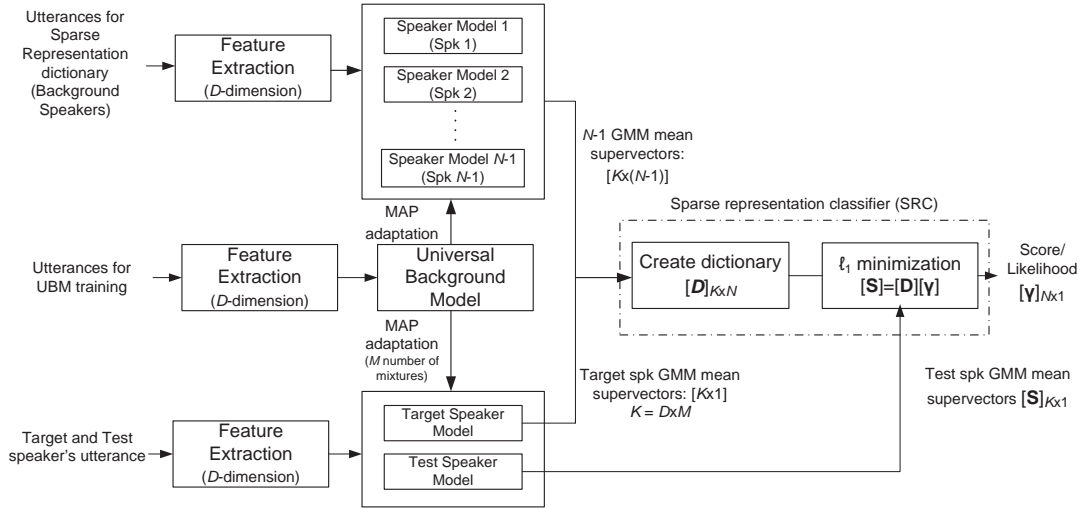 Utterances for
Sparse
Representation
dictionary
(Background
Speakers)
Feature
Extraction
(D-dimension)
Speaker Model 1
(Spk 1)
Speaker Model 2
(Spk 2)
Speaker Model N-1
(Spk N-1)
N-1 GMM mean
supervectors:
[Kx(N-1)]
MAP
adaptation
Utterances for
UBM training
Feature
Extraction
(D-dimension)
Universal
Background
Model
Sparse representation classifier (SRC)
Create dictionary
[D]KxN
ℓ1 minimization
[S]=[D][γ]
Score/
Likelihood
[γ]Nx1
MAP
adaptation
(M number of
mixtures)
Target spk GMM mean
supervectors: [Kx1]
K = DxM
Test spk GMM mean
supervectors [S]Kx1
Target and Test
speaker's utterance
Feature
Extraction
(D-dimension)
Target Speaker
Model
Test Speaker
Model